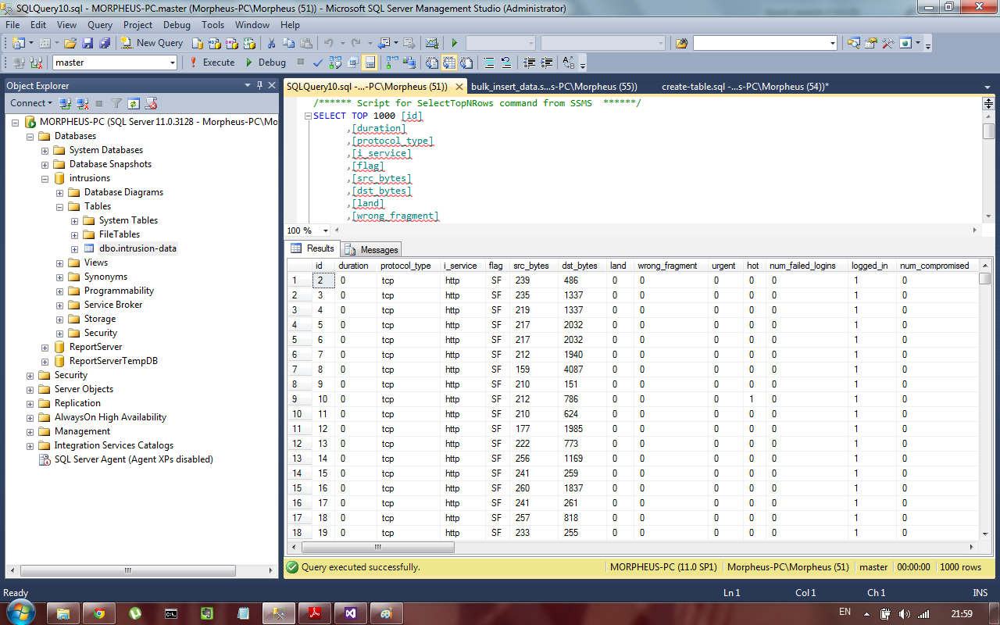 SQLQuery10.sql - MORPHEUS-PC.master (Morpheus-PC\Morpheus (51)) - Microsoft SQL Server Management Studio (Administrator)
File Edit View Query Project Debug Tools Window Help
New Query
master Execute Debug
Object Explorer
Connect
MORPHEUS-PC (SQL Server 11.0.3128 - Morpheus-PC\Mo
Databases
System Databases
Database Snapshots
intrusions
Database Diagrams
Tables
System Tables
FileTables
dbo.intrusion-data
Views
Synonyms
Programmability
Service Broker
Storage
Security
ReportServer
ReportServerTempDB
Security
Server Objects
Replication
AlwaysOn High Availability
Management
Integration Services Catalogs
SQL Server Agent (Agent XPs disabled)
SQLQuery10.sql -...-PC\Morpheus (51)) bulk_insert_data.s...s-PC\Morpheus (55)) create-table.sql -...s-PC\Morpheus (54))*
/****** Script for SelectTopNRows command from SSMS ******/
SELECT TOP 1000 [id]
,[duration]
,[protocol_type]
,[i_service]
,[flag]
,[src_bytes]
,[dst_bytes]
,[land]
,[wrong_fragment]
100 %
Results Messages
id duration protocol_type i_service flag src_bytes dst_bytes land wrong_fragment urgent hot num_failed_logins logged_in num_compromised
1 2 0 tcp http SF 239 486 0 0 0 0 0 1 0
2 3 0 tcp http SF 235 1337 0 0 0 0 0 1 0
3 4 0 tcp http SF 219 1337 0 0 0 0 0 1 0
4 5 0 tcp http SF 217 2032 0 0 0 0 0 1 0
5 6 0 tcp http SF 217 2032 0 0 0 0 0 1 0
6 7 0 tcp http SF 212 1940 0 0 0 0 0 1 0
7 8 0 tcp http SF 159 4087 0 0 0 0 0 1 0
8 9 0 tcp http SF 210 151 0 0 0 0 0 1 0
9 10 0 tcp http SF 212 786 0 0 0 1 0 1 0
10 11 0 tcp http SF 210 624 0 0 0 0 0 1 0
11 12 0 tcp http SF 177 1985 0 0 0 0 0 1 0
12 13 0 tcp http SF 222 773 0 0 0 0 0 1 0
13 14 0 tcp http SF 256 1169 0 0 0 0 0 1 0
14 15 0 tcp http SF 241 259 0 0 0 0 0 1 0
15 16 0 tcp http SF 260 1837 0 0 0 0 0 1 0
16 17 0 tcp http SF 241 261 0 0 0 0 0 1 0
17 18 0 tcp http SF 257 818 0 0 0 0 0 1 0
18 19 0 tcp http SF 233 255 0 0 0 0 0 1 0
Query executed successfully. MORPHEUS-PC (11.0 SP1) Morpheus-PC\Morpheus (51) master 00:00:00 1000 rows
Ready Ln 1 Col 1 Ch 1 INS
EN 21:59